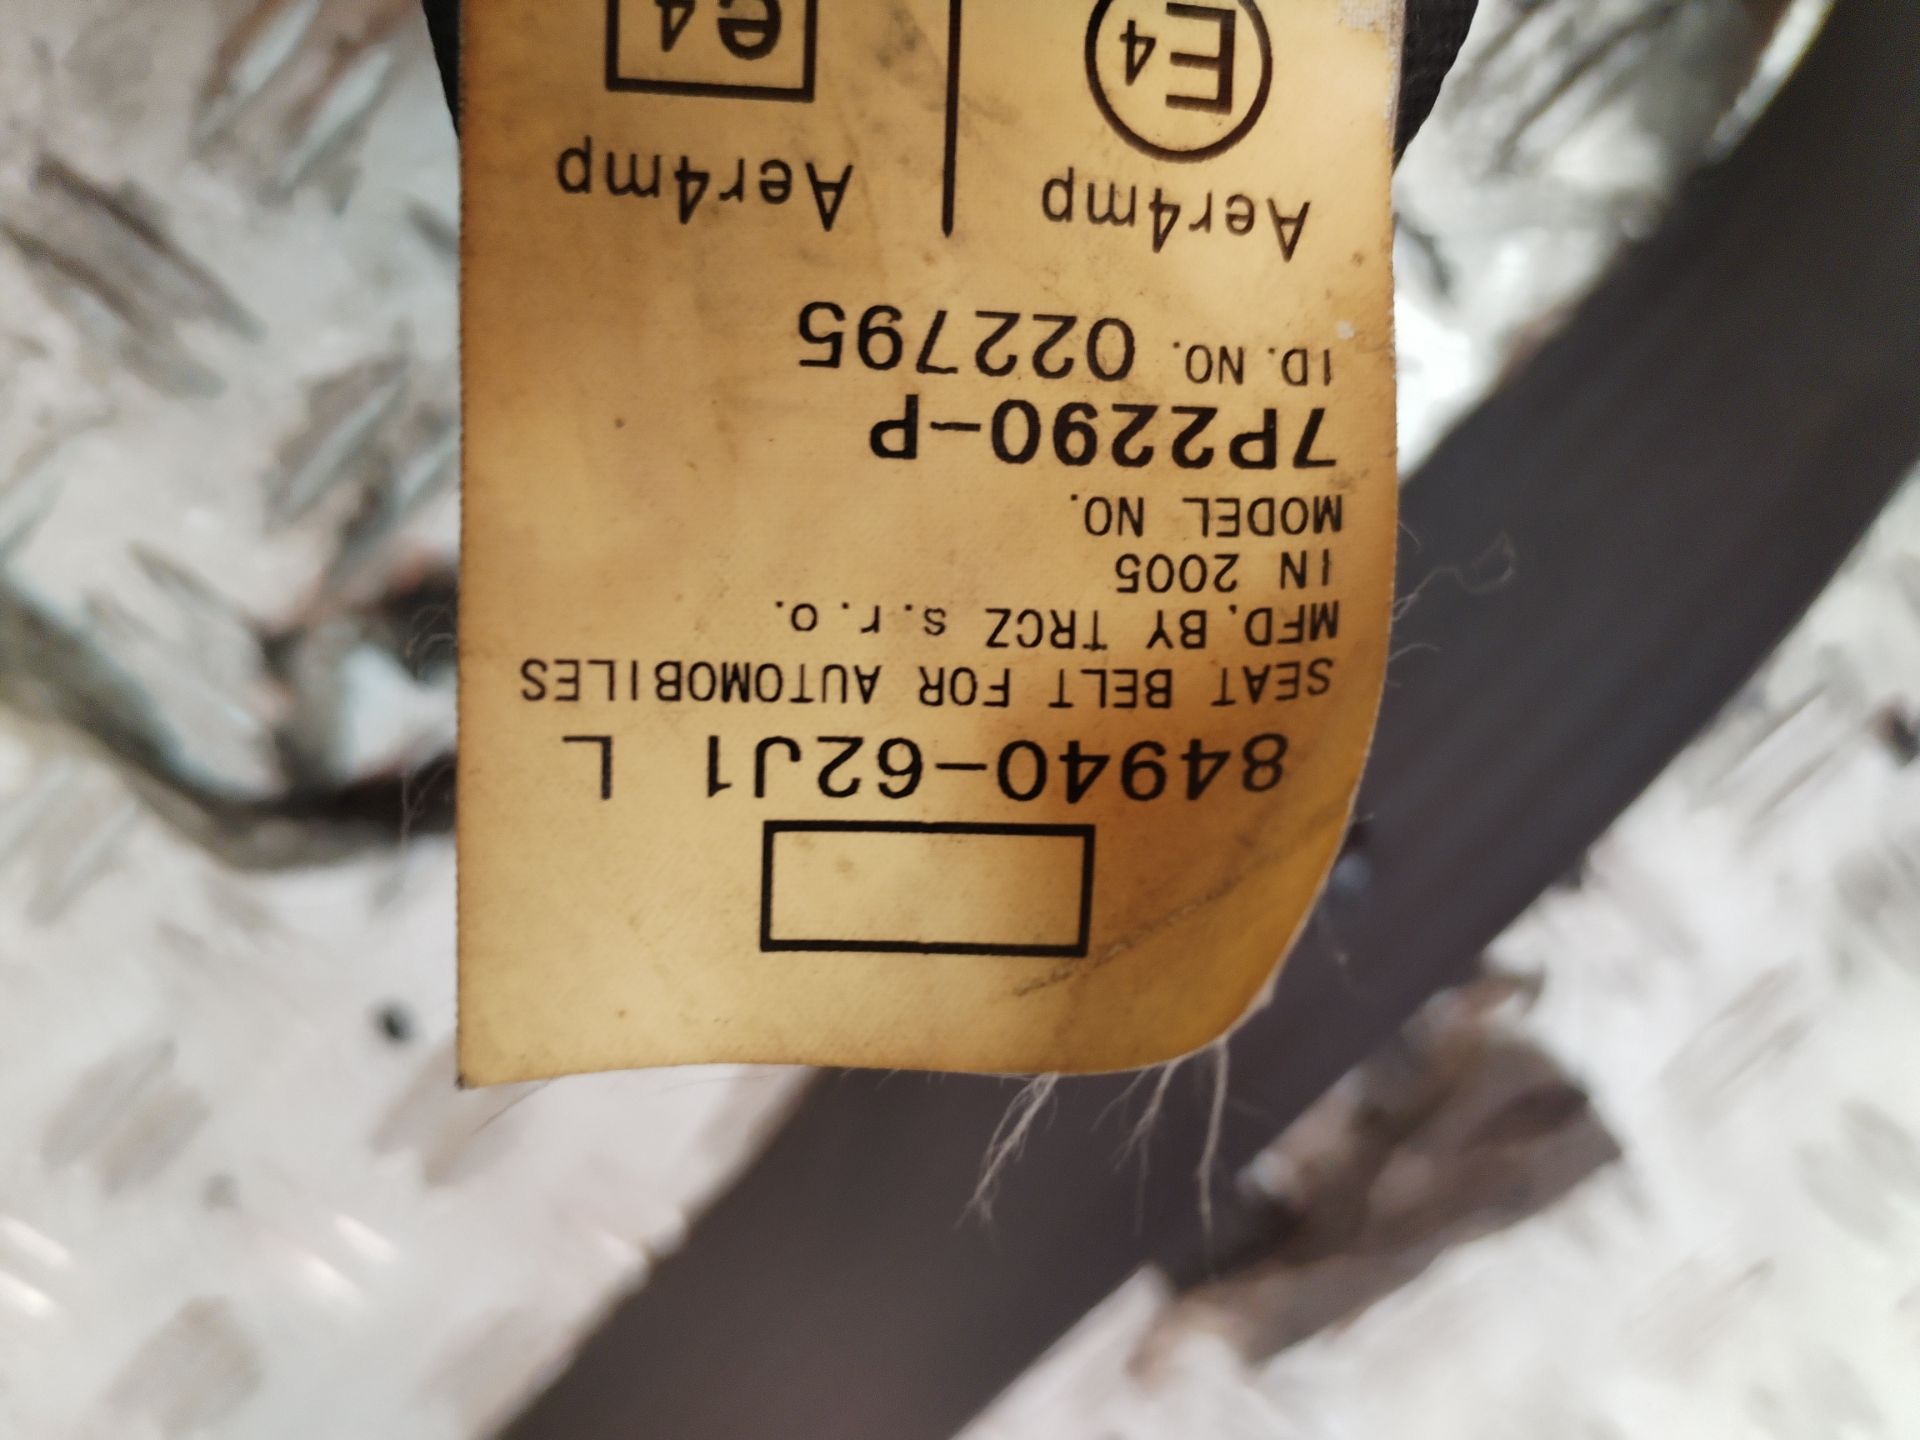 84940-62J1 L
SEAT BELT FOR AUTOMOBILES
MFD. BY TRCZ s.r.o.
IN 2005
MODEL NO.
7P2290-P
ID. NO. 022795
Aer4mp Aer4mp
E4 e4